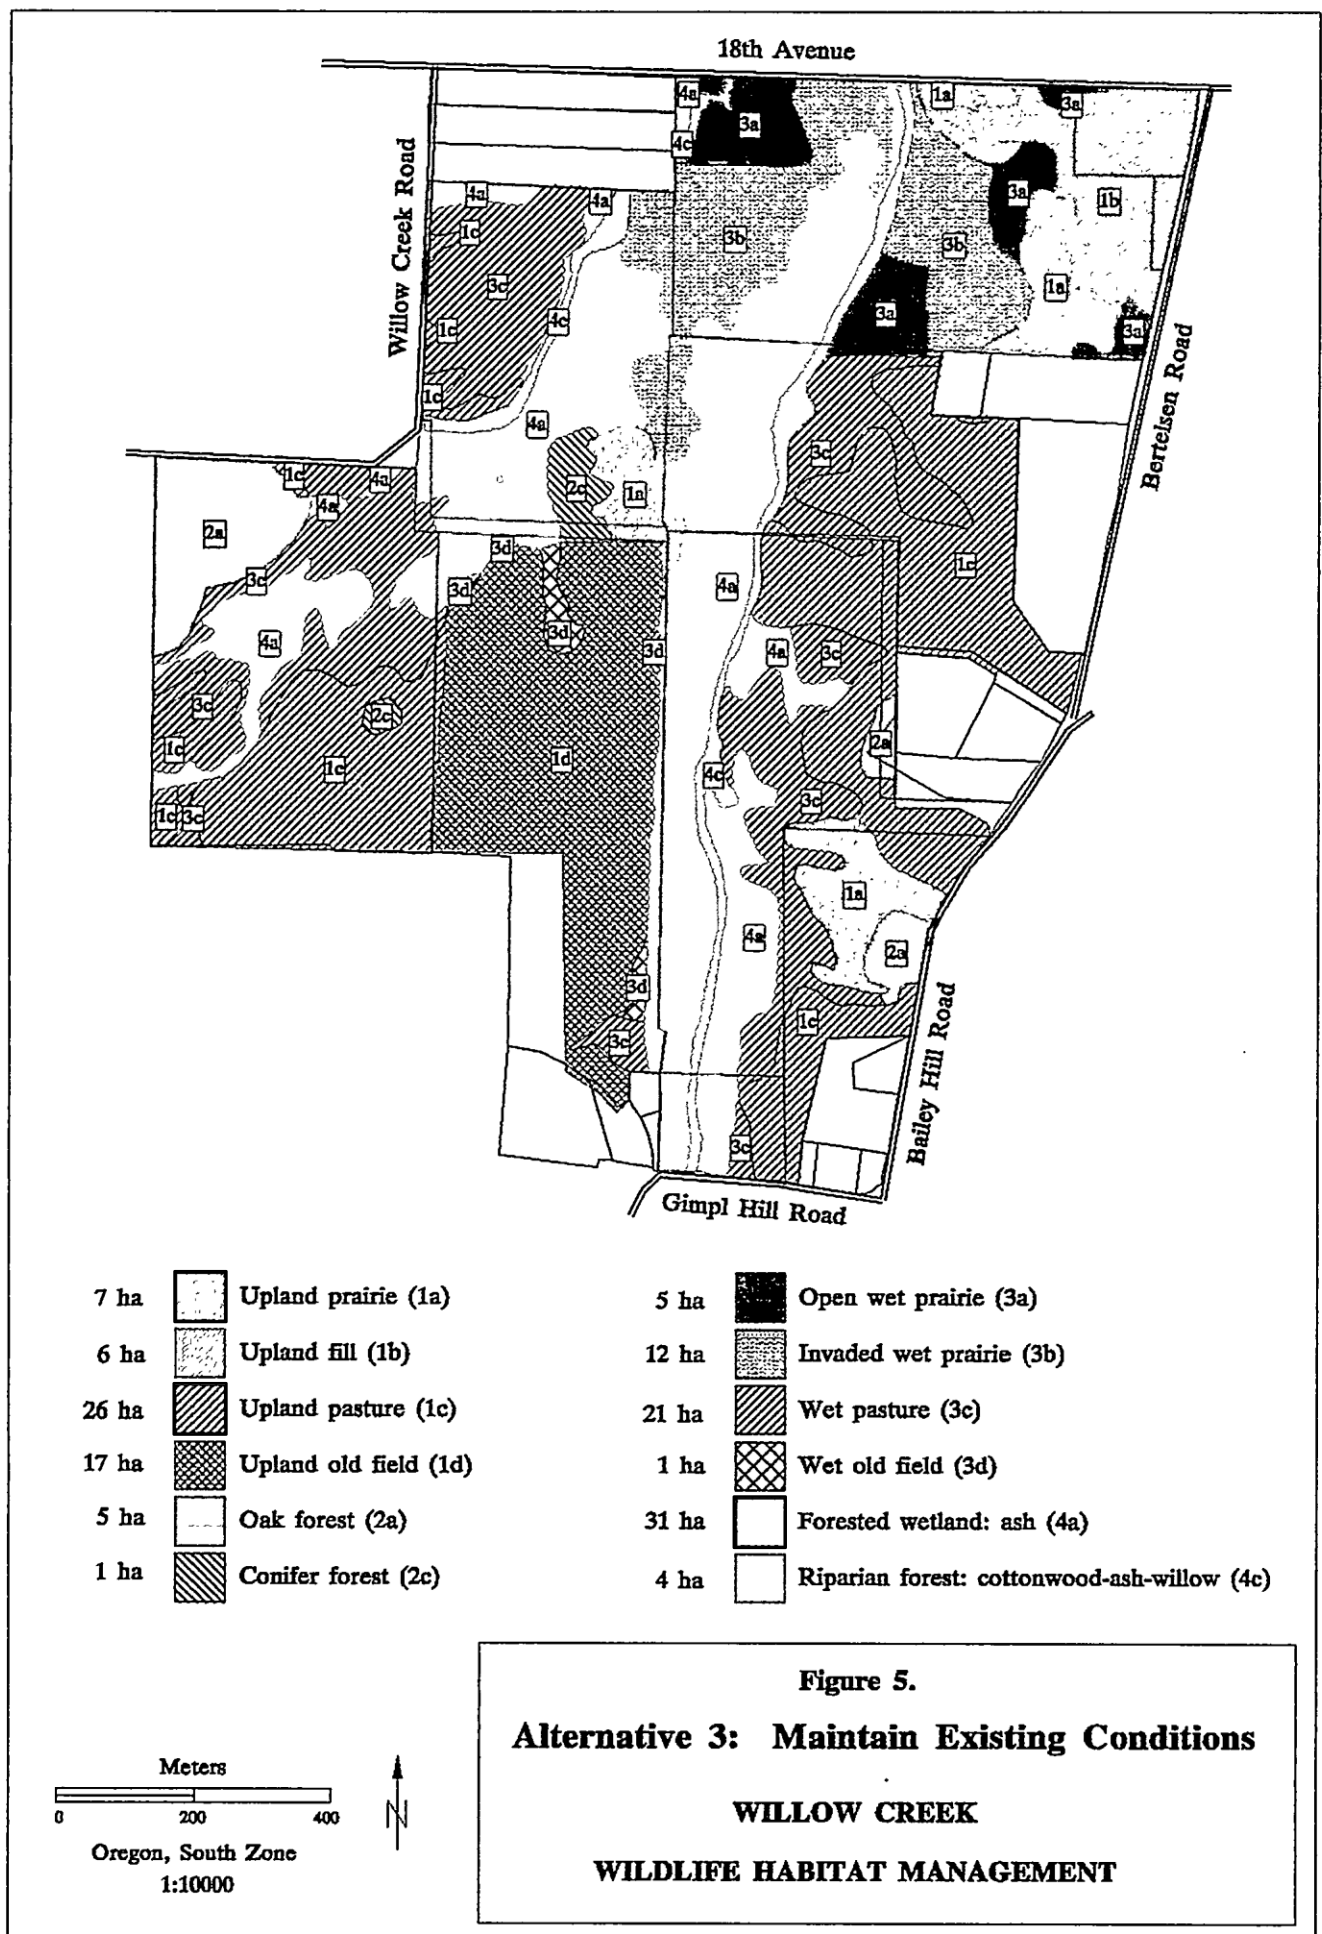 18th Avenue
4a
1a
3a
3a
4c
Willow Creek Road
4a
4a
3a
1b
1c
3b
3b
3c
1a
3a
4c
1c
3a
Bertelsen Road
1c
4a
3c
1c
4a
2c
1a
4a
2a
3d
1c
3c
3d
4a
3d
4a
3d
4a
3c
3c
2c
2a
1c
1d
1c
4c
3c
1c
3c
1a
4a
2a
3d
1c
3c
Bailey Hill Road
3c
Gimpl Hill Road
7 ha Upland prairie (1a)
6 ha Upland fill (1b)
26 ha Upland pasture (1c)
17 ha Upland old field (1d)
5 ha Oak forest (2a)
1 ha Conifer forest (2c)
5 ha Open wet prairie (3a)
12 ha Invaded wet prairie (3b)
21 ha Wet pasture (3c)
1 ha Wet old field (3d)
31 ha Forested wetland: ash (4a)
4 ha Riparian forest: cottonwood-ash-willow (4c)
Figure 5.
Alternative 3: Maintain Existing Conditions
WILLOW CREEK
WILDLIFE HABITAT MANAGEMENT
Meters
0 200 400
N
Oregon, South Zone
1:10000